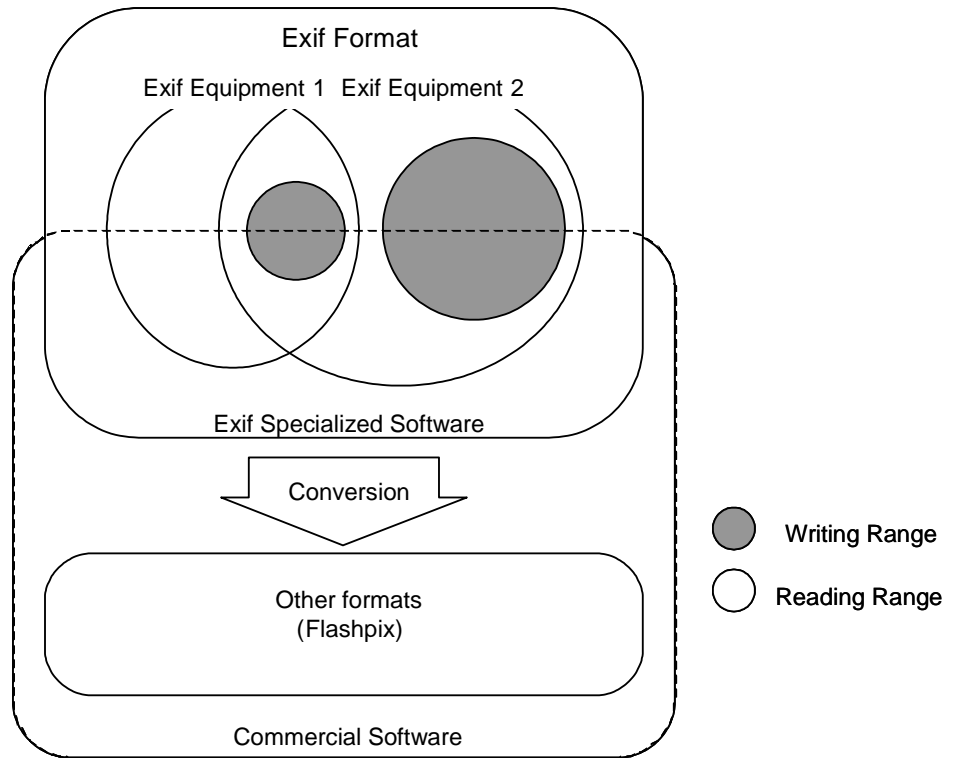 Exif Format
Exif Equipment 1 Exif Equipment 2
Exif Specialized Software
Conversion
Writing Range
Reading Range
Other formats
(Flashpix)
Commercial Software